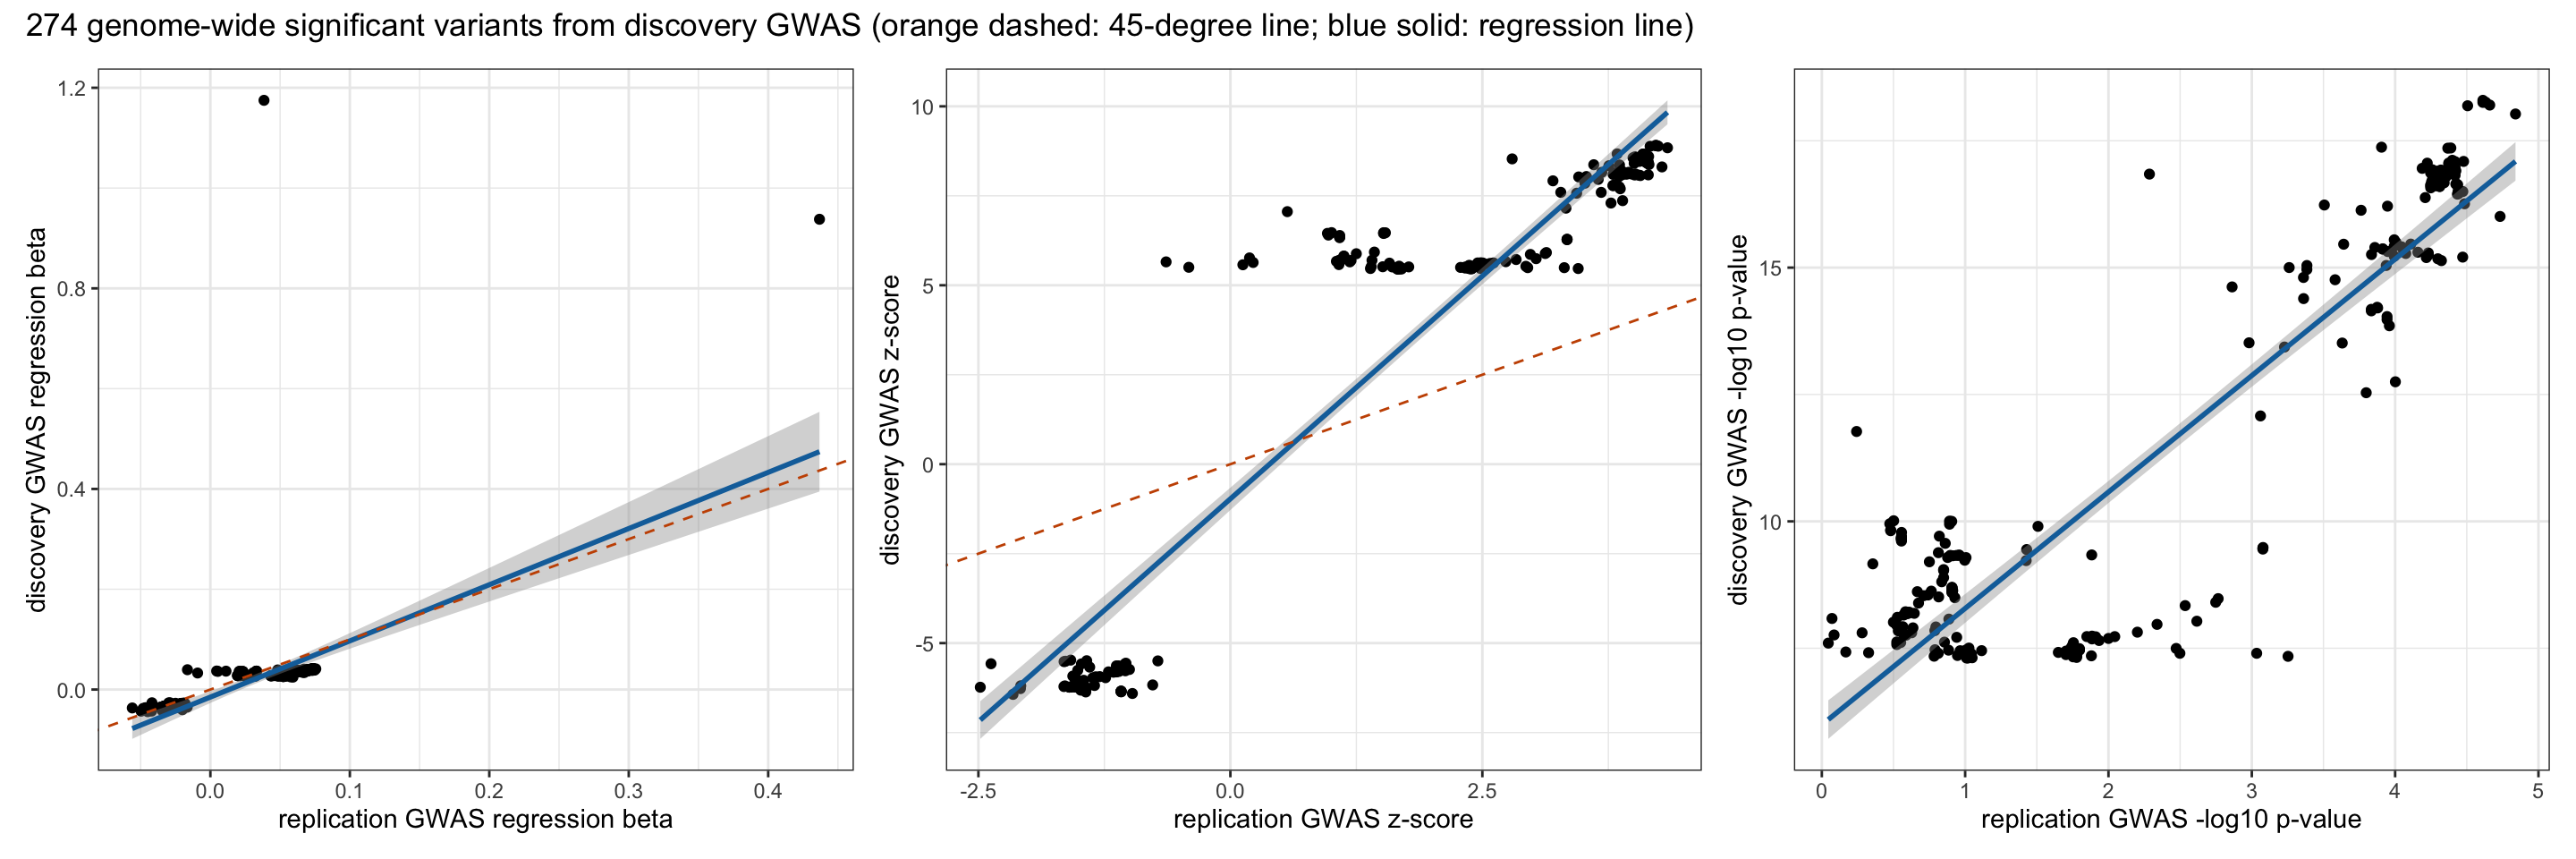 274 genome-wide significant variants from discovery GWAS (orange dashed: 45-degree line; blue solid: regression line)
discovery GWAS regression beta
1.2
0.8
0.4
0.0
0.0 0.1 0.2 0.3 0.4
replication GWAS regression beta
discovery GWAS z-score
10
5
0
-5
-2.5 0.0 2.5
replication GWAS z-score
discovery GWAS -log10 p-value
15
10
0 1 2 3 4 5
replication GWAS -log10 p-value